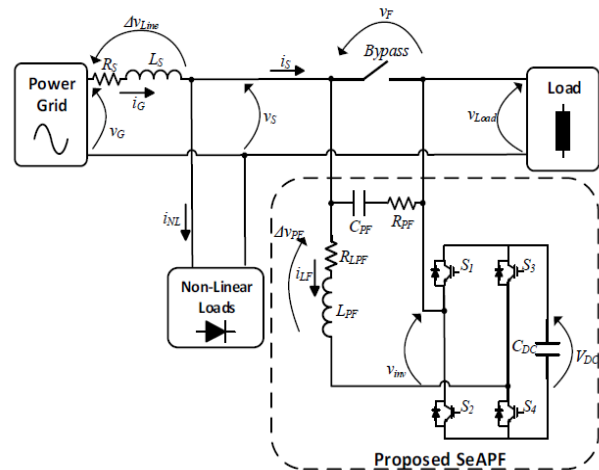 v_F
Δv_Line
R_S
L_S
i_S
Bypass
Power
Grid
i_G
v_G
v_S
v_Load
Load
i_NL
C_PF
R_PF
Δv_PF
R_LPF
i_LF
L_PF
S_1
S_3
Non-Linear
Loads
C_DC
V_DC
v_inv
S_2
S_4
Proposed SeAPF